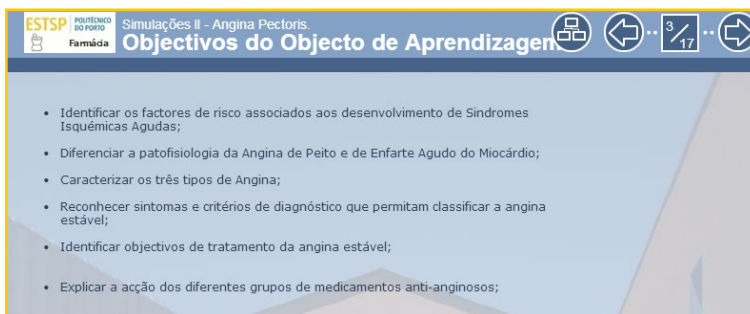 ESTSP POLITÉCNICO
DO PORTO
Farmácia
Simulações II - Angina Pectoris
Objectivos do Objecto de Aprendizagem
3/17
• Identificar os factores de risco associados aos desenvolvimento de Sindromes
Isquémicas Agudas;
• Diferenciar a patofisiologia da Angina de Peito e de Enfarte Agudo do Miocárdio;
• Caracterizar os três tipos de Angina;
• Reconhecer sintomas e critérios de diagnóstico que permitam classificar a angina
estável;
• Identificar objectivos de tratamento da angina estável;
• Explicar a acção dos diferentes grupos de medicamentos anti-anginosos;